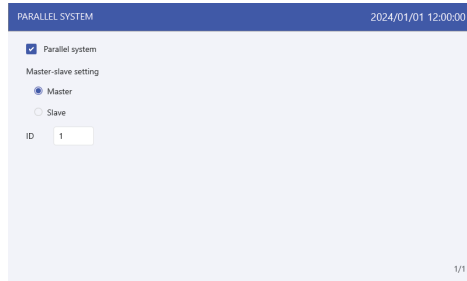 PARALLEL SYSTEM 2024/01/01 12:00:00
Parallel system
Master-slave setting
Master
Slave
ID 1
1/1